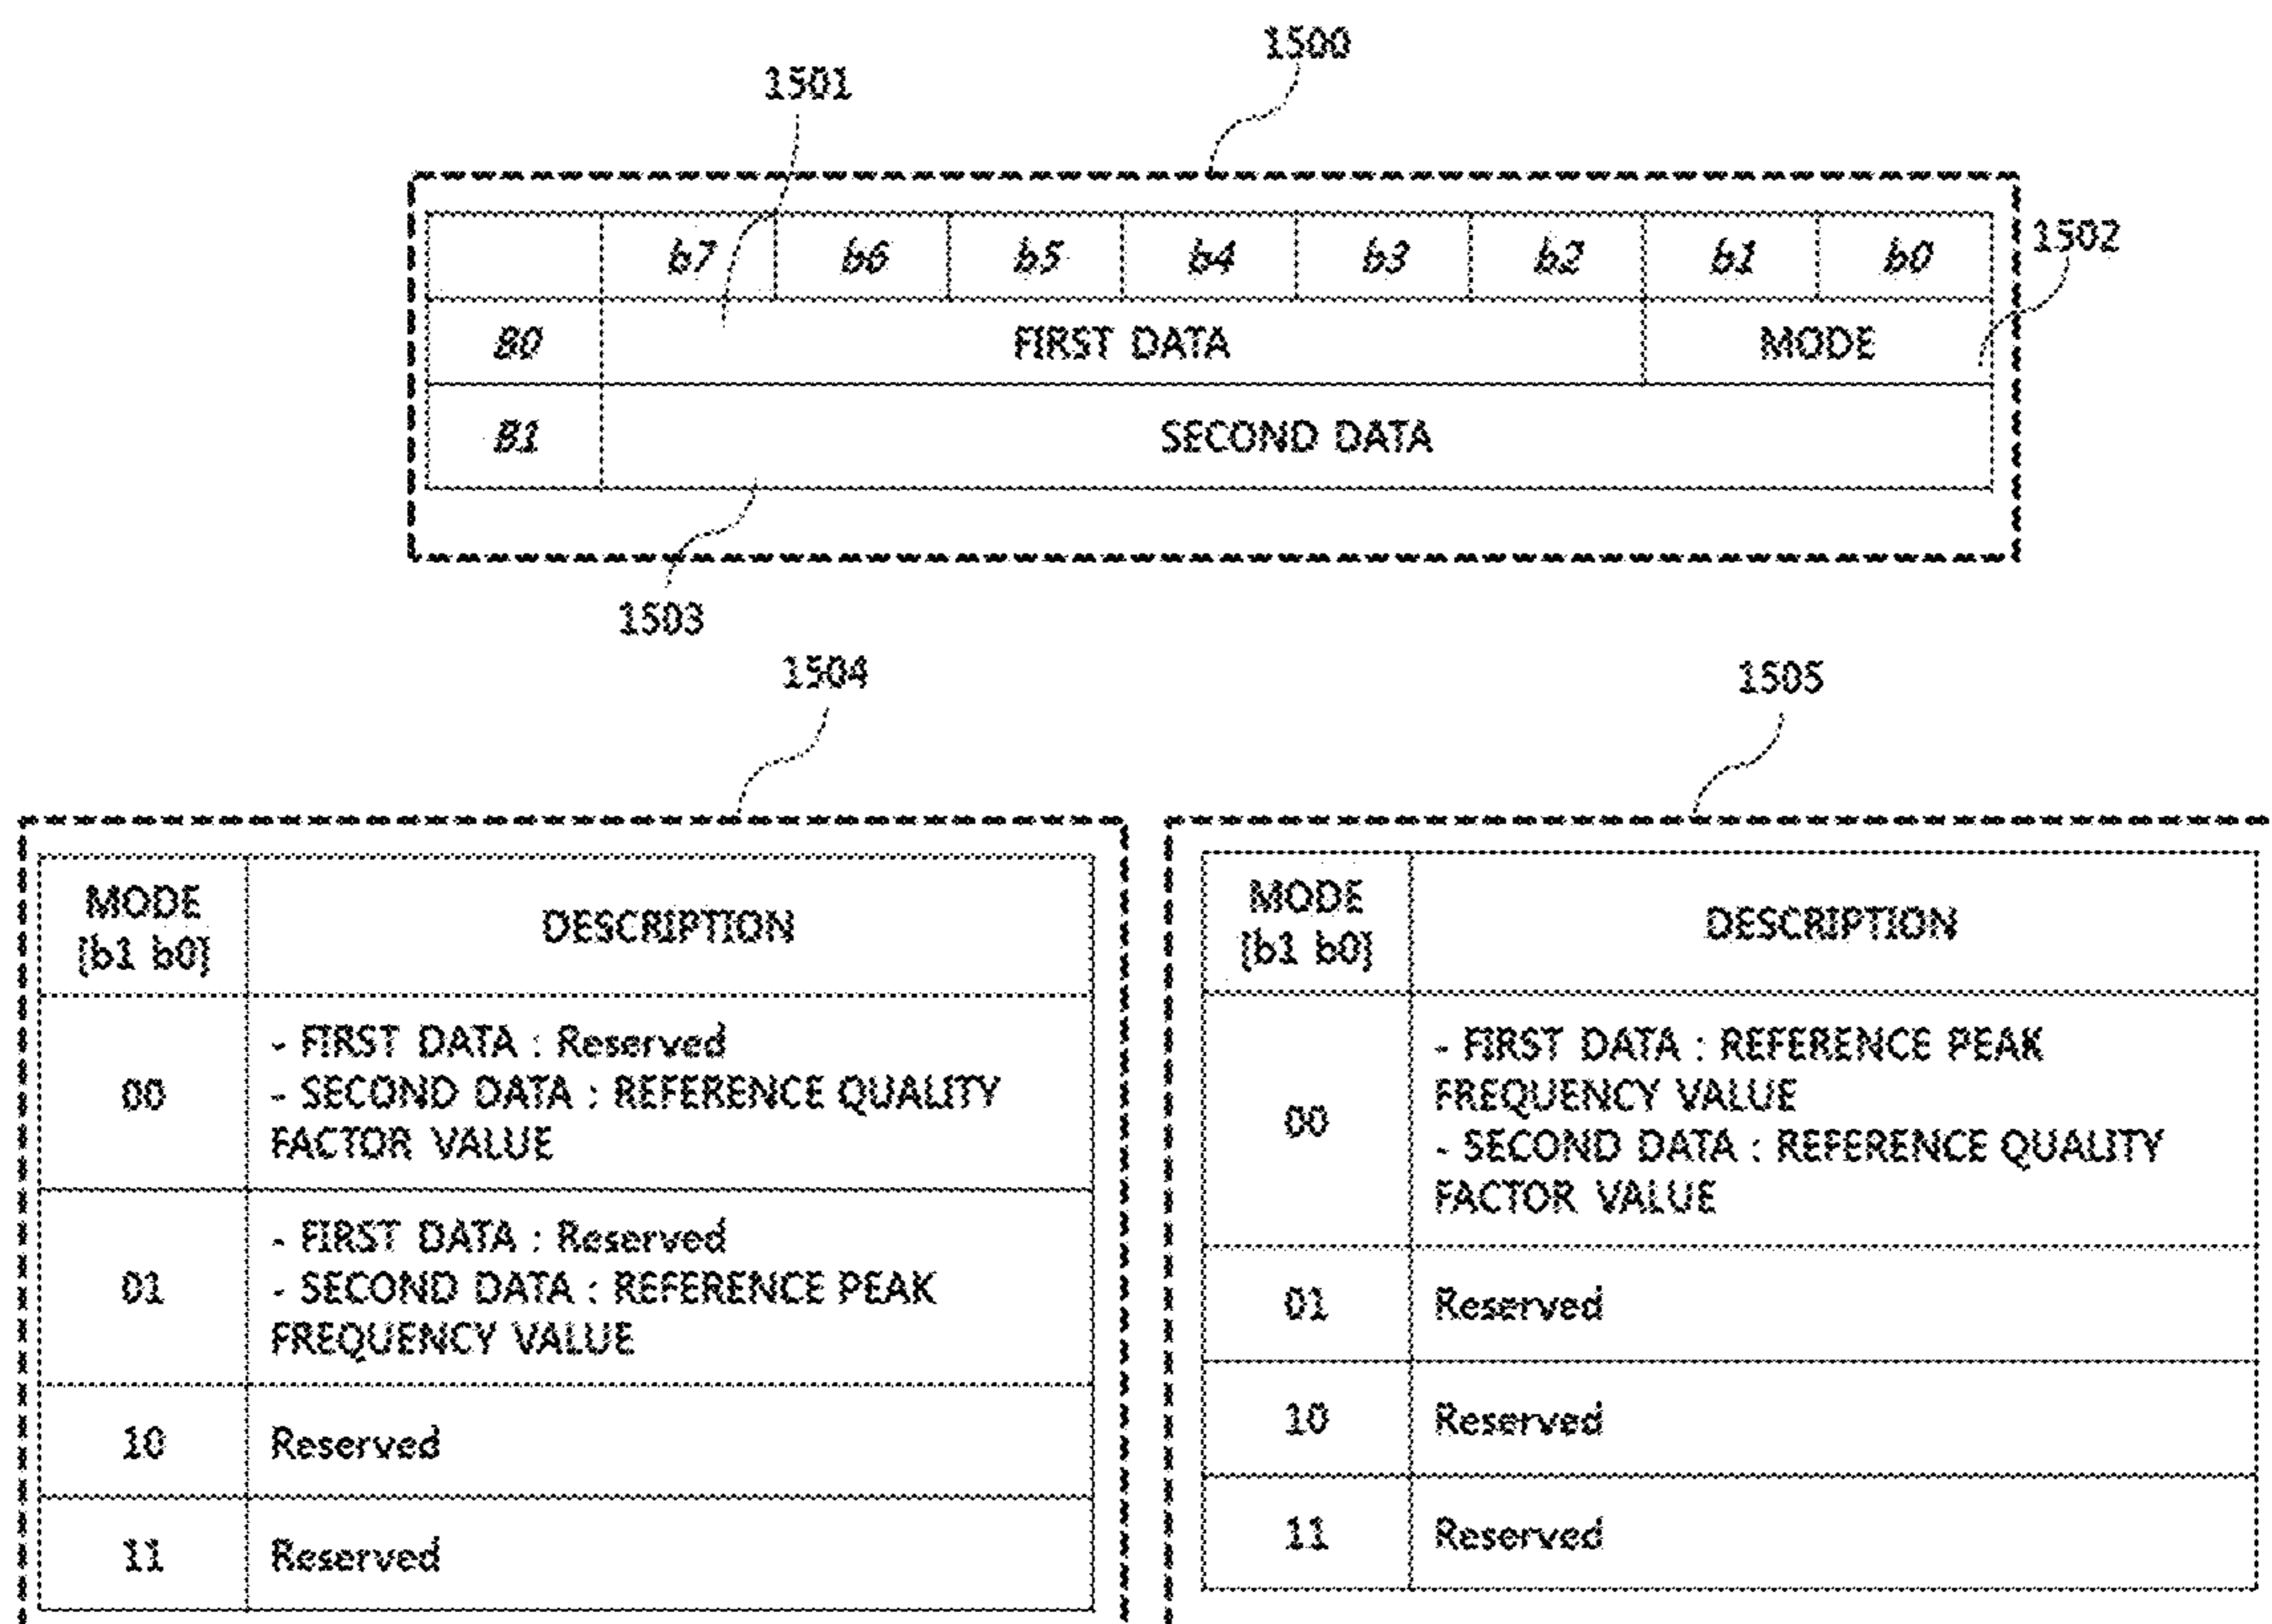 1500
1501
b7 b6 b5 b4 b3 b2 b1 b0
1502
B0 FIRST DATA MODE
B1 SECOND DATA
1503
1504
MODE
[b1 b0]
DESCRIPTION
00
- FIRST DATA : Reserved
- SECOND DATA : REFERENCE QUALITY
FACTOR VALUE
01
- FIRST DATA : Reserved
- SECOND DATA : REFERENCE PEAK
FREQUENCY VALUE
10 Reserved
11 Reserved
1505
MODE
[b1 b0]
DESCRIPTION
00
- FIRST DATA : REFERENCE PEAK
FREQUENCY VALUE
- SECOND DATA : REFERENCE QUALITY
FACTOR VALUE
01 Reserved
10 Reserved
11 Reserved